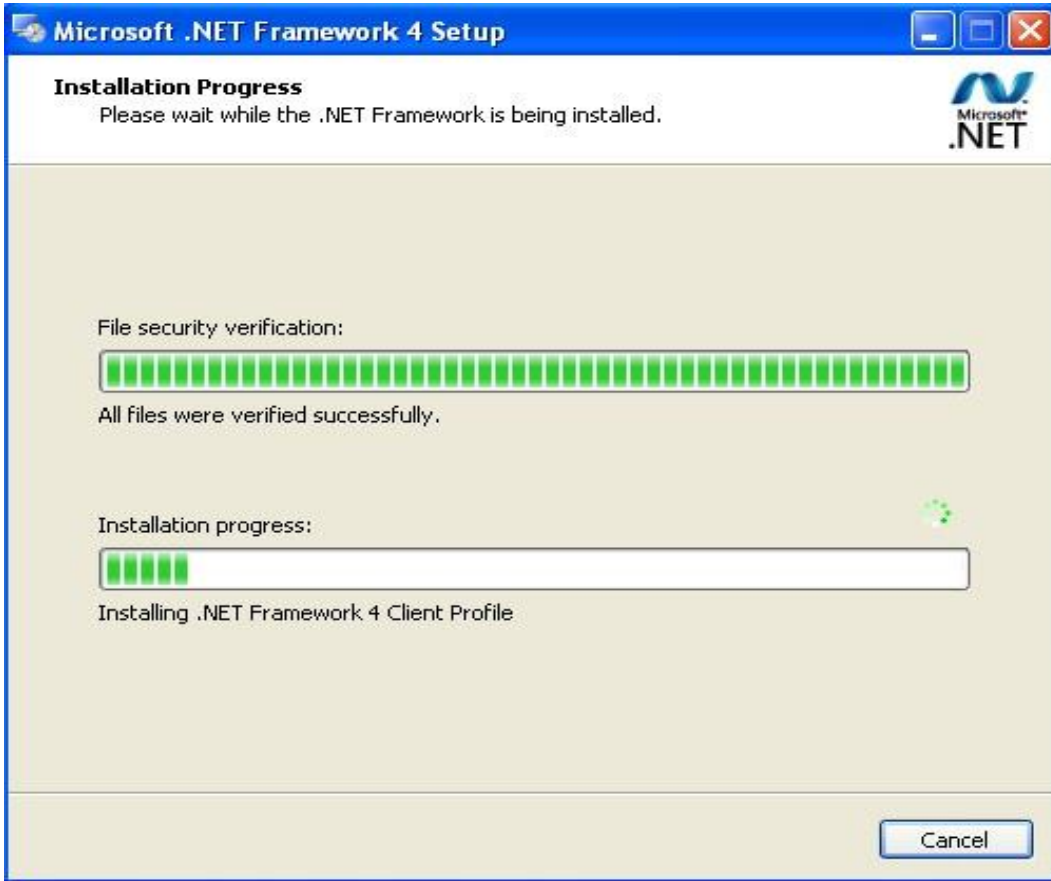 Microsoft .NET Framework 4 Setup
Installation Progress
Please wait while the .NET Framework is being installed.
Microsoft®
.NET
File security verification:
All files were verified successfully.
Installation progress:
Installing .NET Framework 4 Client Profile
Cancel